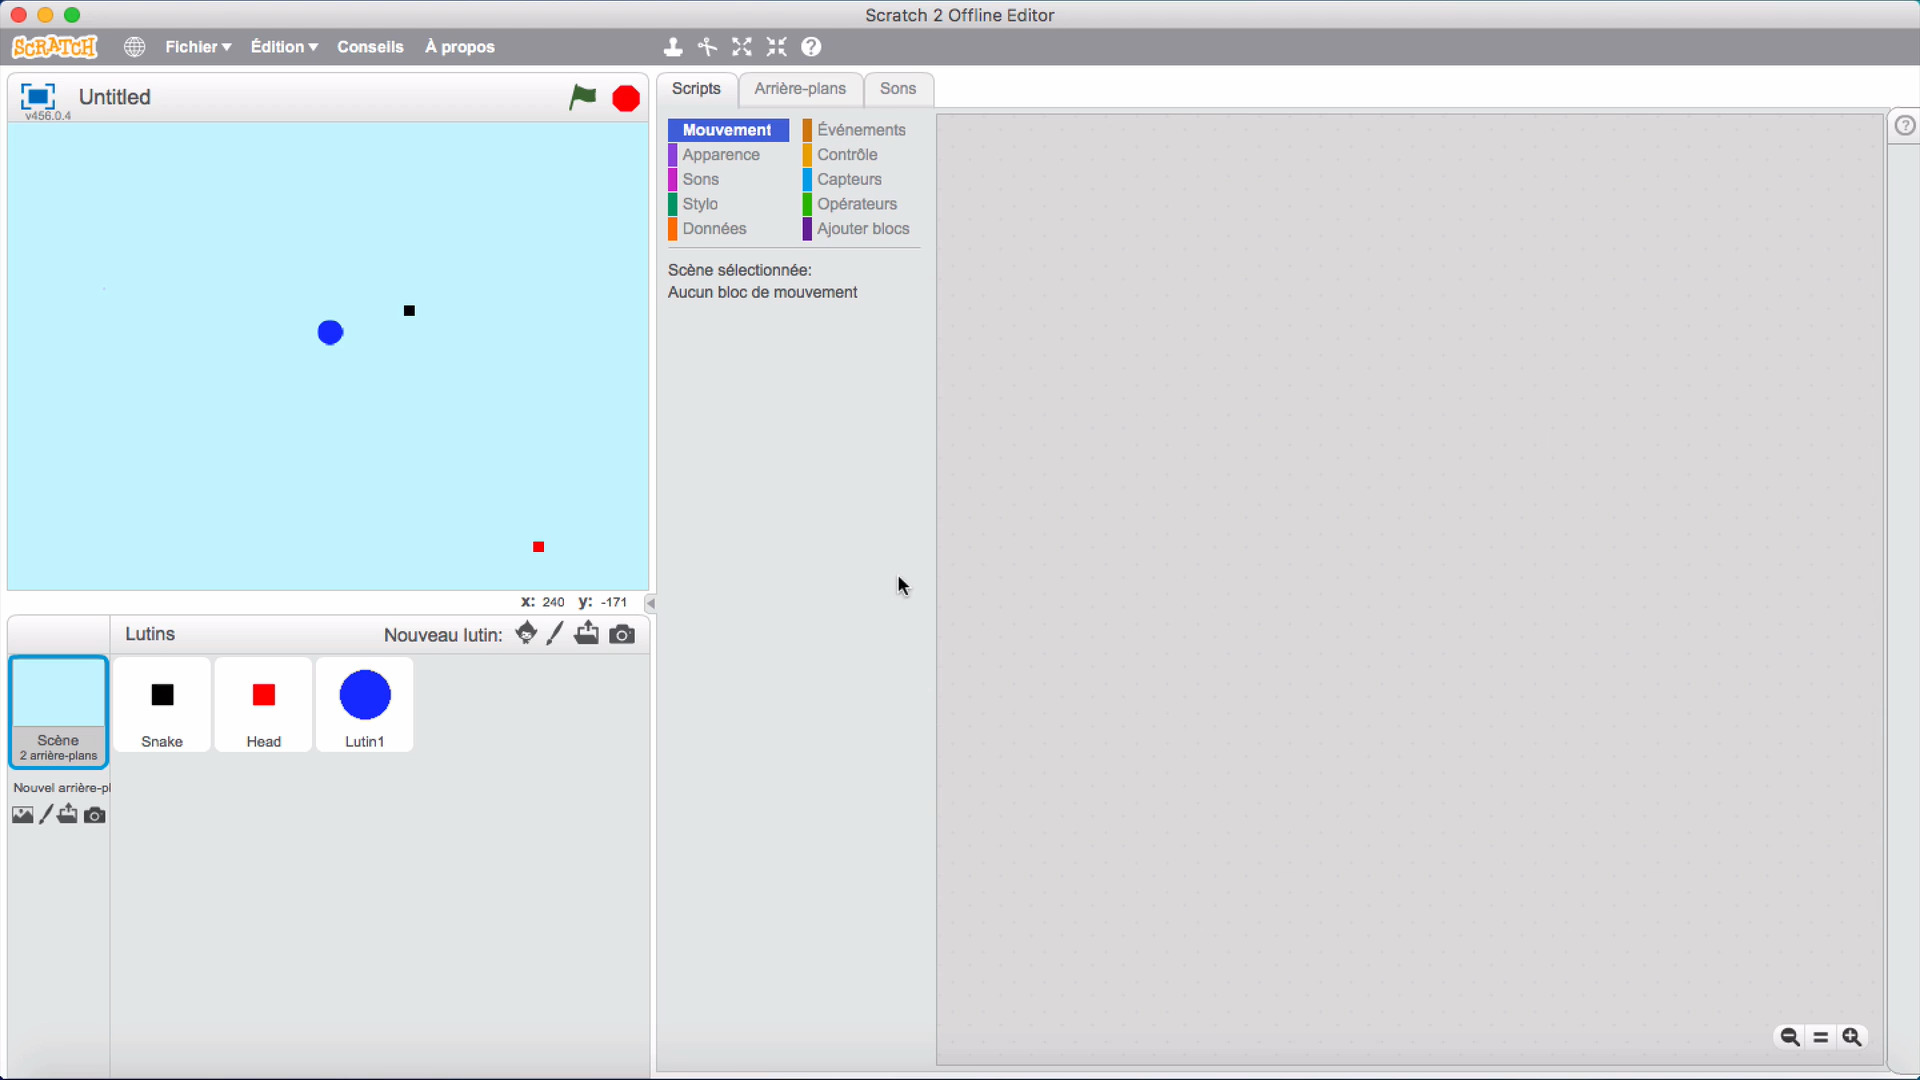 Scratch 2 Offline Editor
SCRATCH Fichier Édition Conseils À propos
Untitled
v456.0.4
Scripts Arrière-plans Sons
Mouvement Événements
Apparence Contrôle
Sons Capteurs
Stylo Opérateurs
Données Ajouter blocs
Scène sélectionnée:
Aucun bloc de mouvement
x: 240 y: -171
Lutins Nouveau lutin:
Scène
2 arrière-plans
Snake Head Lutin1
Nouvel arrière-pl